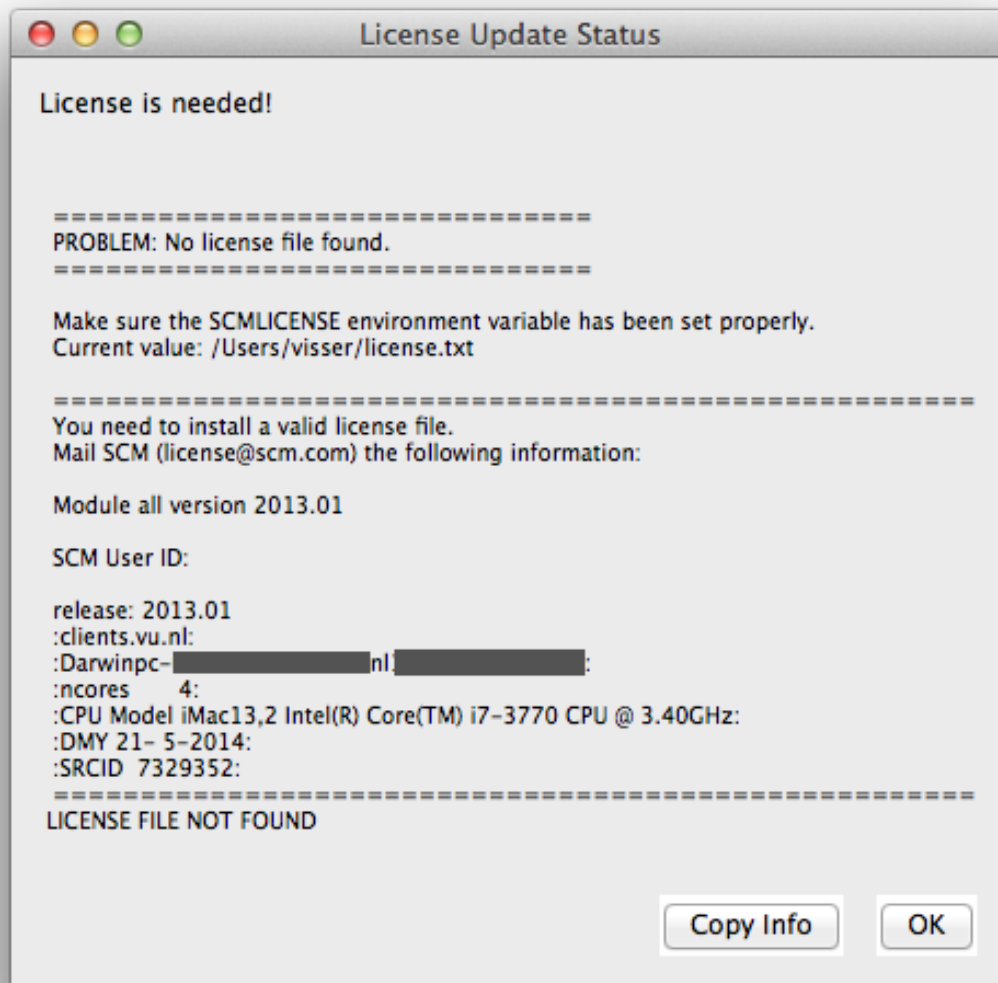 License Update Status
License is needed!
===============================
PROBLEM: No license file found.
===============================
Make sure the SCMLICENSE environment variable has been set properly.
Current value: /Users/visser/license.txt
=====================================================
You need to install a valid license file.
Mail SCM (license@scm.com) the following information:
Module all version 2013.01
SCM User ID:
release: 2013.01
:clients.vu.nl:
:Darwinpc- nl :
:ncores 4:
:CPU Model iMac13,2 Intel(R) Core(TM) i7-3770 CPU @ 3.40GHz:
:DMY 21- 5-2014:
:SRCID 7329352:
=====================================================
LICENSE FILE NOT FOUND
Copy Info OK